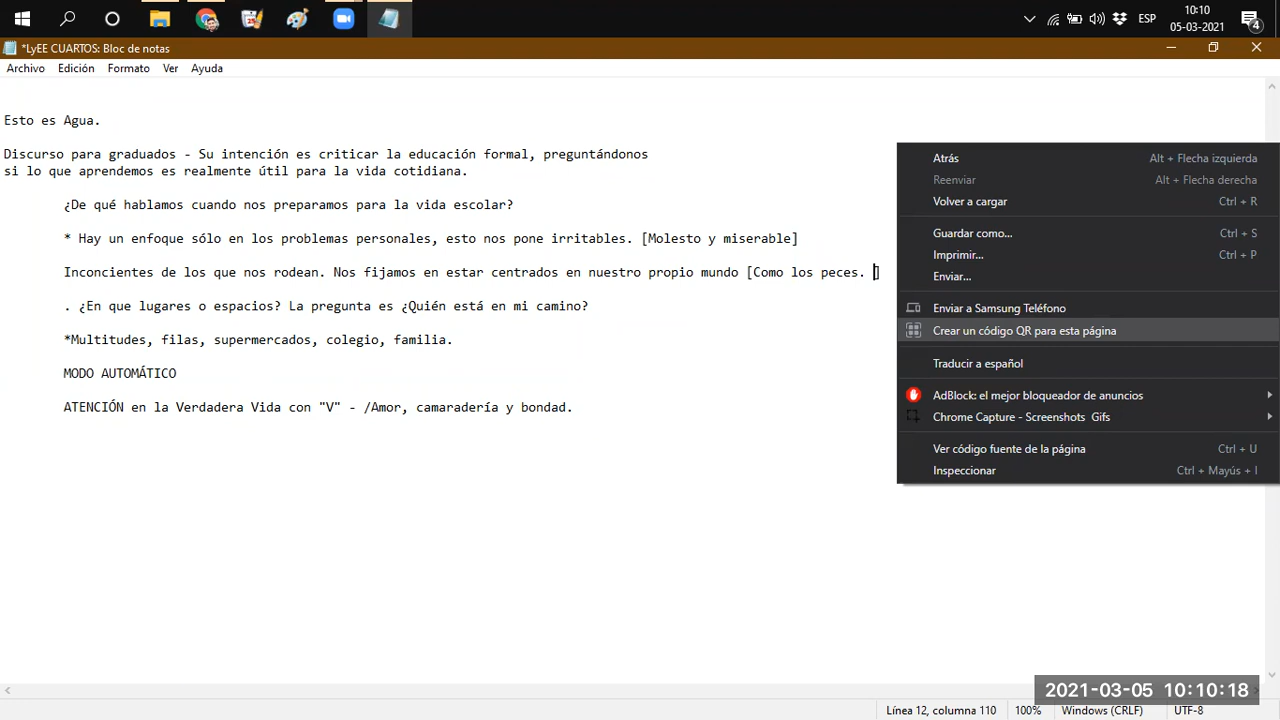 10:10
ESP
05-03-2021
4
*LyEE CUARTOS: Bloc de notas
Archivo Edición Formato Ver Ayuda
Esto es Agua.
Discurso para graduados - Su intención es criticar la educación formal, preguntándonos
si lo que aprendemos es realmente útil para la vida cotidiana.
¿De qué hablamos cuando nos preparamos para la vida escolar?
* Hay un enfoque sólo en los problemas personales, esto nos pone irritables. [Molesto y miserable]
Inconcientes de los que nos rodean. Nos fijamos en estar centrados en nuestro propio mundo [Como los peces. ]
. ¿En que lugares o espacios? La pregunta es ¿Quién está en mi camino?
*Multitudes, filas, supermercados, colegio, familia.
MODO AUTOMÁTICO
ATENCIÓN en la Verdadera Vida con "V" - /Amor, camaradería y bondad.
Atrás Alt + Flecha izquierda
Reenviar Alt + Flecha derecha
Volver a cargar Ctrl + R
Guardar como... Ctrl + S
Imprimir... Ctrl + P
Enviar...
Enviar a Samsung Teléfono
Crear un código QR para esta página
Traducir a español
AdBlock: el mejor bloqueador de anuncios
Chrome Capture - Screenshots Gifs
Ver código fuente de la página Ctrl + U
Inspeccionar Ctrl + Mayús + I
2021-03-05 10:10:18
Línea 12, columna 110 100% Windows (CRLF) UTF-8